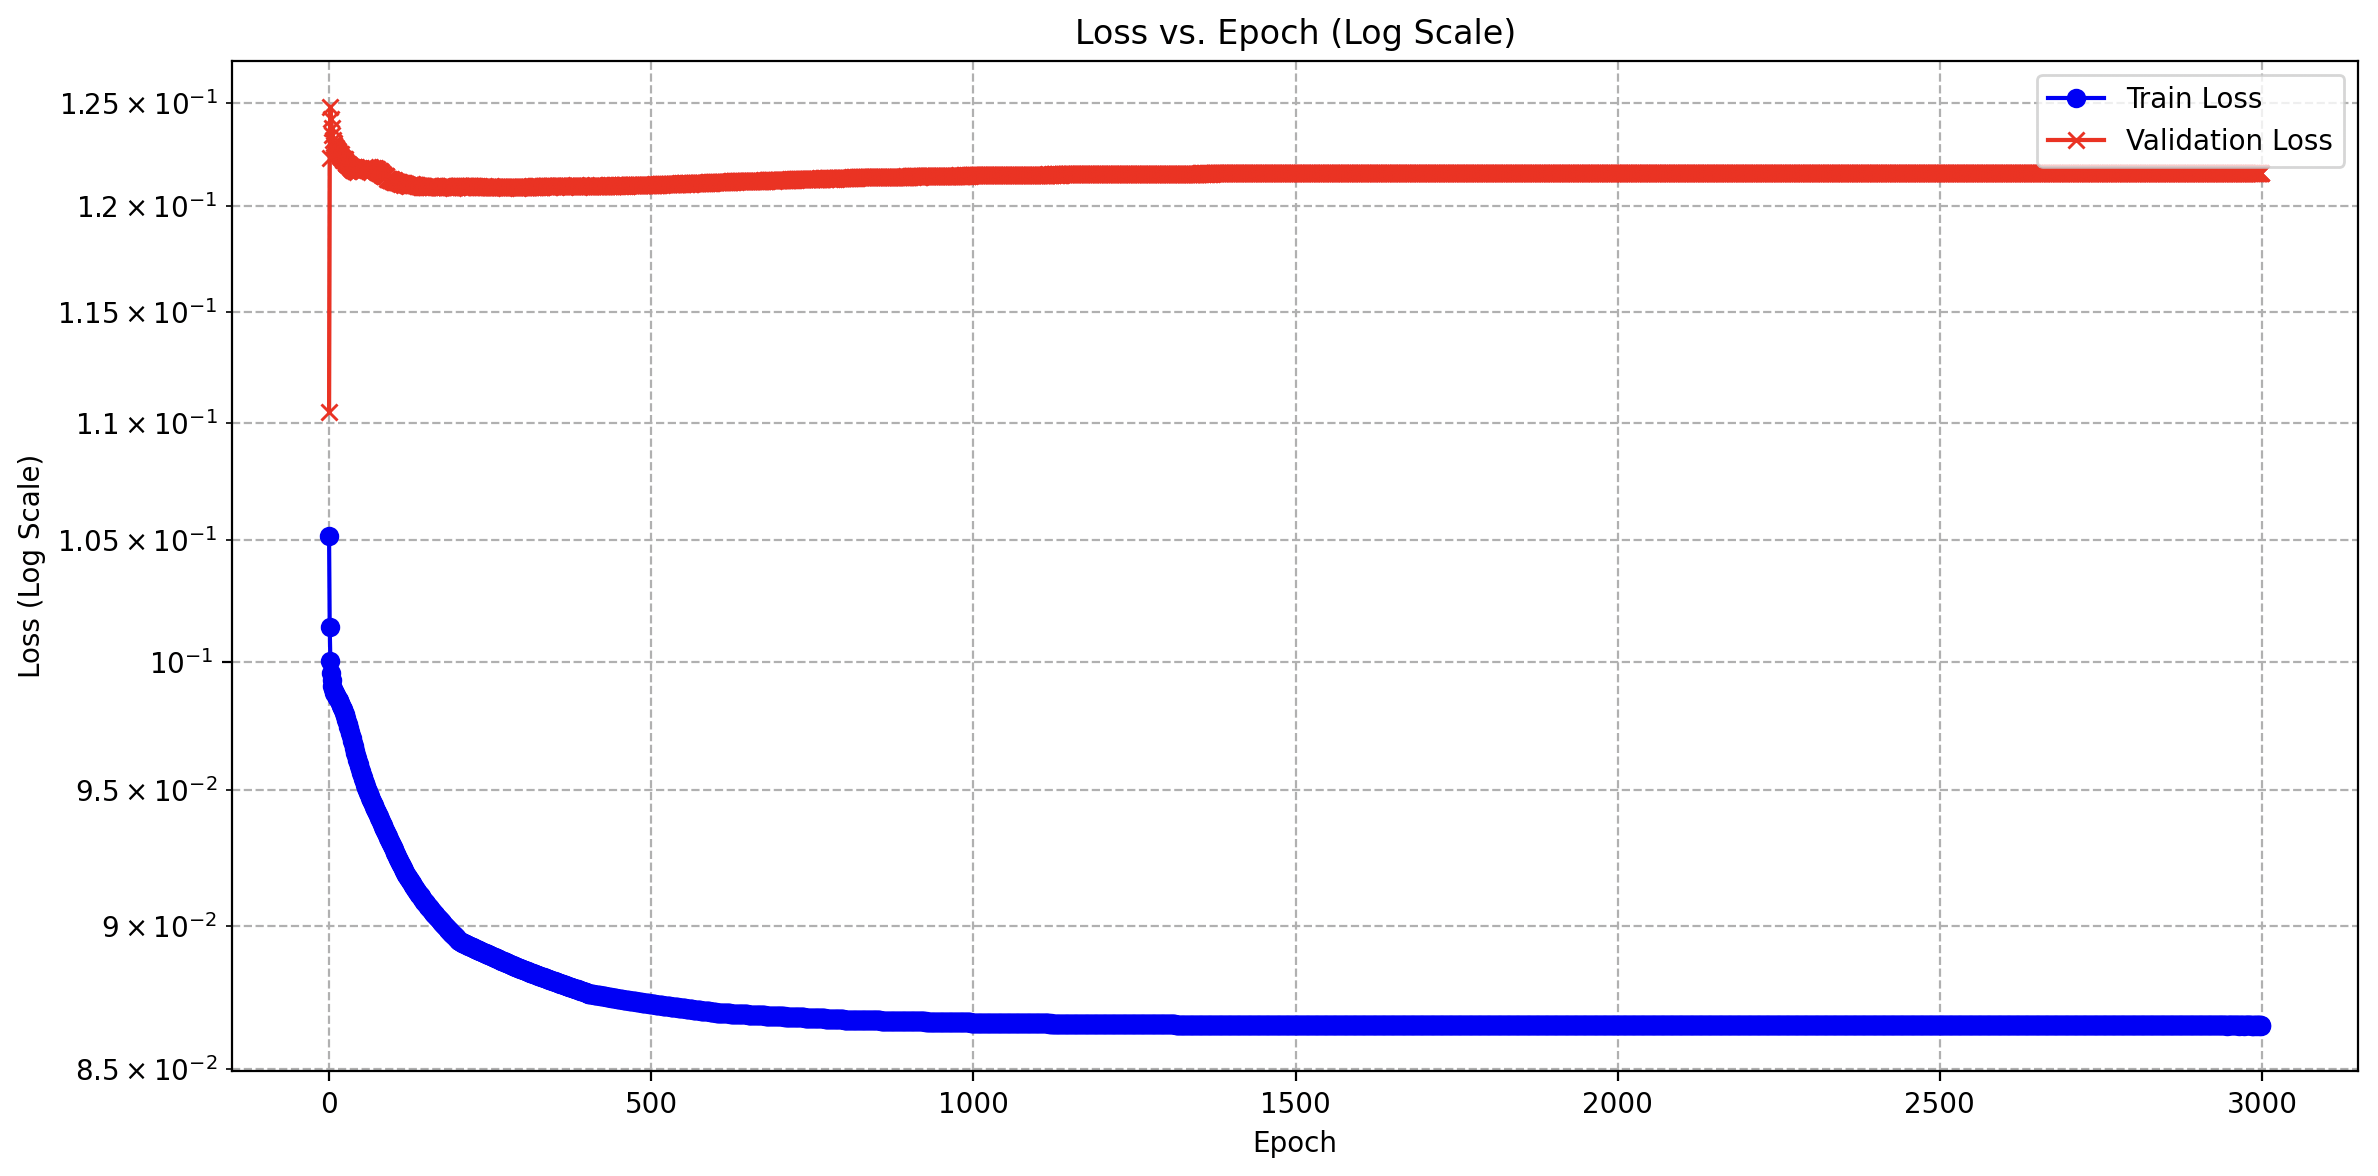 Loss vs. Epoch (Log Scale)
Train Loss
Validation Loss
1.25 × 10⁻¹
1.2 × 10⁻¹
1.15 × 10⁻¹
1.1 × 10⁻¹
1.05 × 10⁻¹
10⁻¹
9.5 × 10⁻²
9 × 10⁻²
8.5 × 10⁻²
Loss (Log Scale)
0 500 1000 1500 2000 2500 3000
Epoch